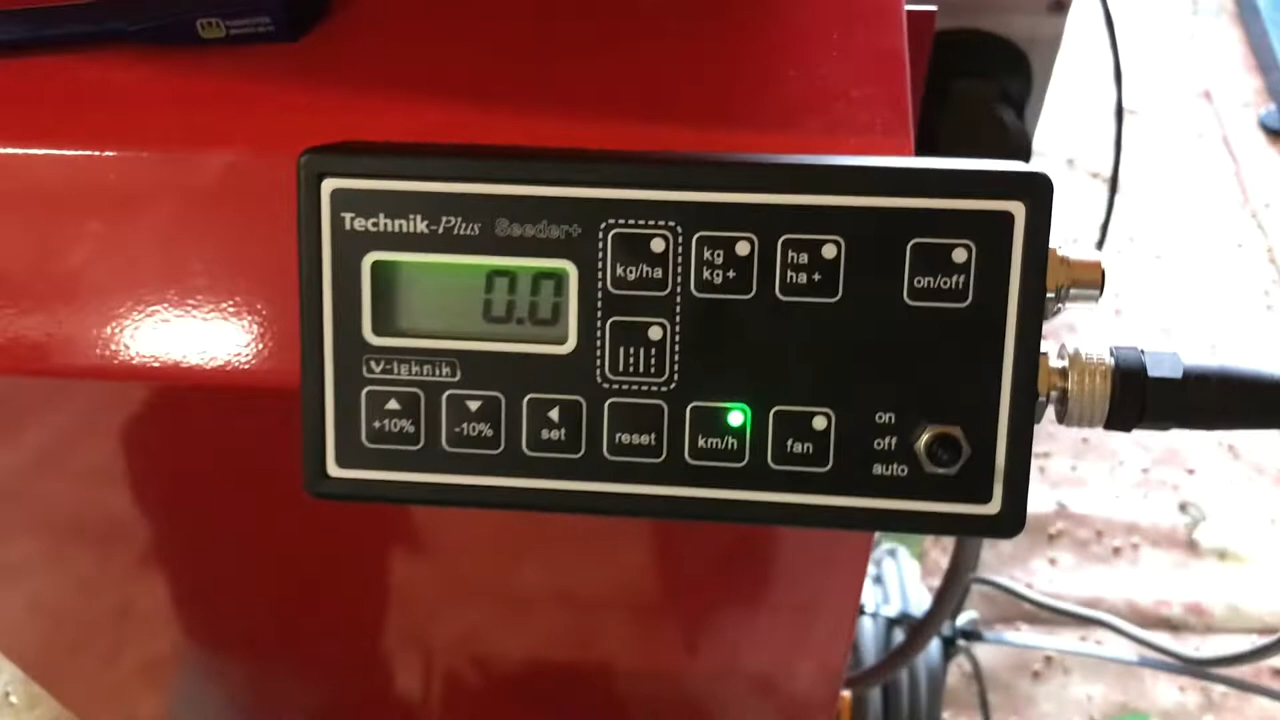 Technik-Plus Seeder+
0.0
V-tehnik
kg/ha
kg
kg+
ha
ha+
on/off
+10%
-10%
set
reset
km/h
fan
on
off
auto